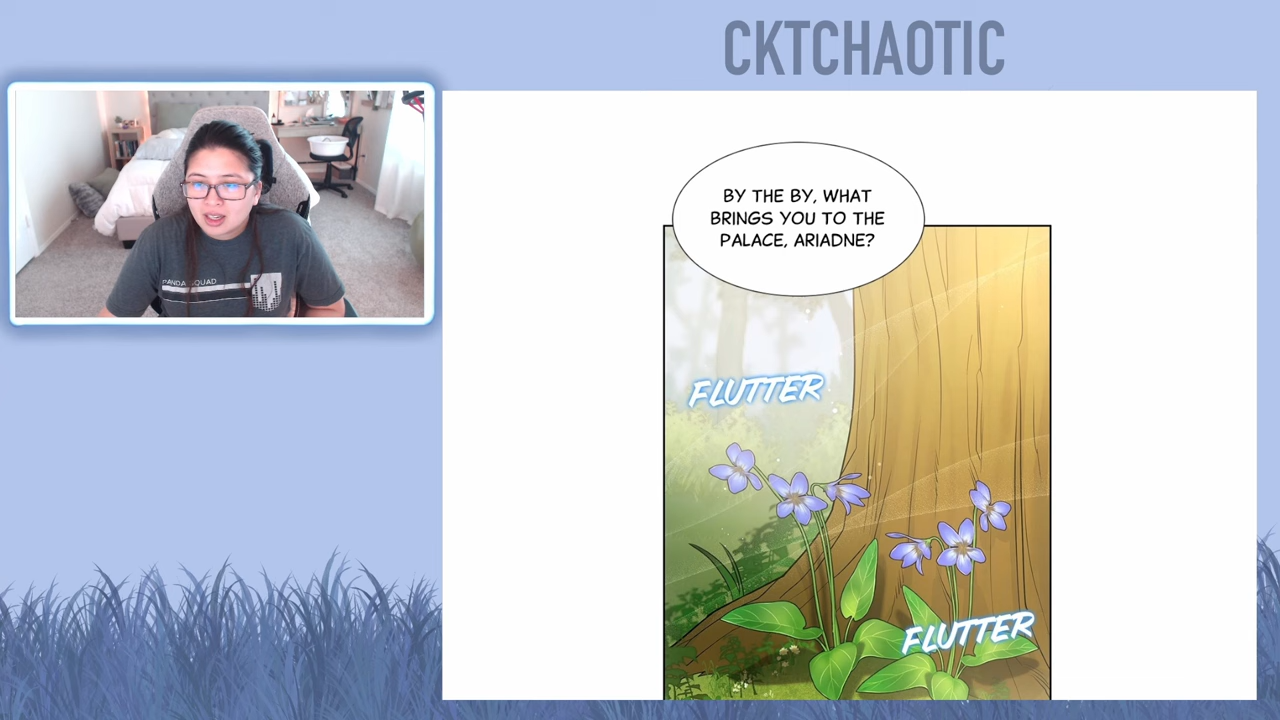 CKTCHAOTIC
PANDA SQUAD
BY THE BY, WHAT
BRINGS YOU TO THE
PALACE, ARIADNE?
FLUTTER
FLUTTER